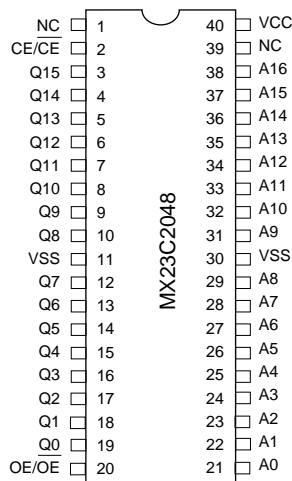 NC 1 40 VCC
CE/CE 2 39 NC
Q15 3 38 A16
Q14 4 37 A15
Q13 5 36 A14
Q12 6 35 A13
Q11 7 34 A12
Q10 8 33 A11
Q9 9 32 A10
Q8 10 31 A9
VSS 11 30 VSS
Q7 12 29 A8
Q6 13 28 A7
Q5 14 27 A6
Q4 15 26 A5
Q3 16 25 A4
Q2 17 24 A3
Q1 18 23 A2
Q0 19 22 A1
OE/OE 20 21 A0
MX23C2048